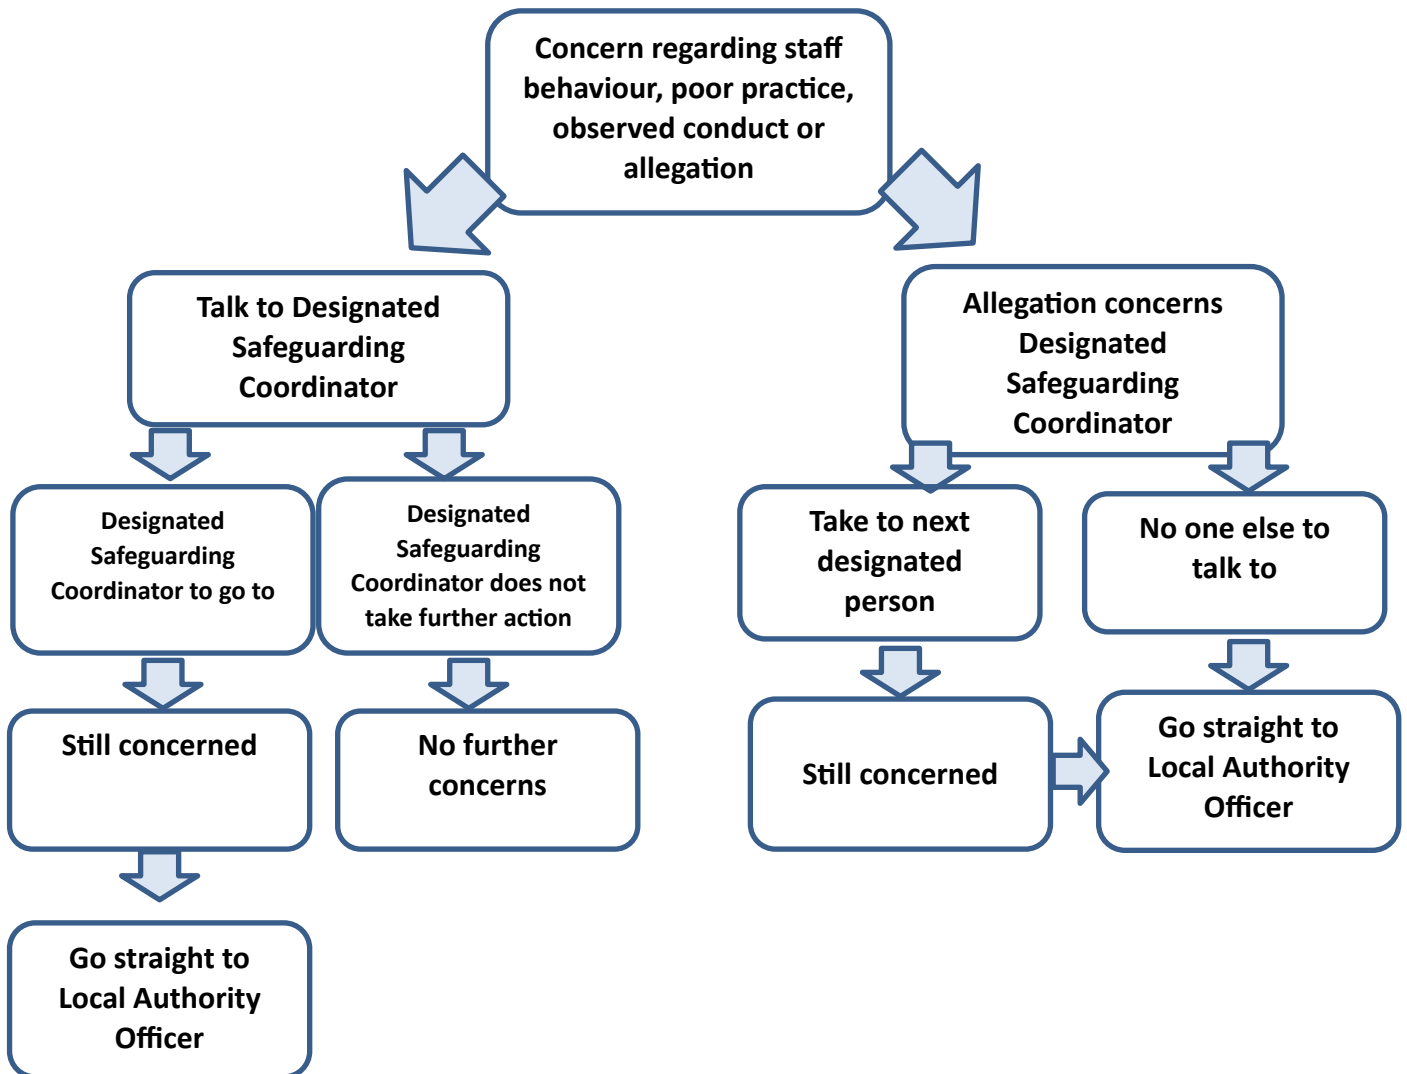 Concern regarding staff
behaviour, poor practice,
observed conduct or
allegation
Talk to Designated
Safeguarding
Coordinator
Allegation concerns
Designated
Safeguarding
Coordinator
Designated
Safeguarding
Coordinator to go to
Designated
Safeguarding
Coordinator does not
take further action
Take to next
designated
person
No one else to
talk to
Still concerned
No further
concerns
Still concerned
Go straight to
Local Authority
Officer
Go straight to
Local Authority
Officer